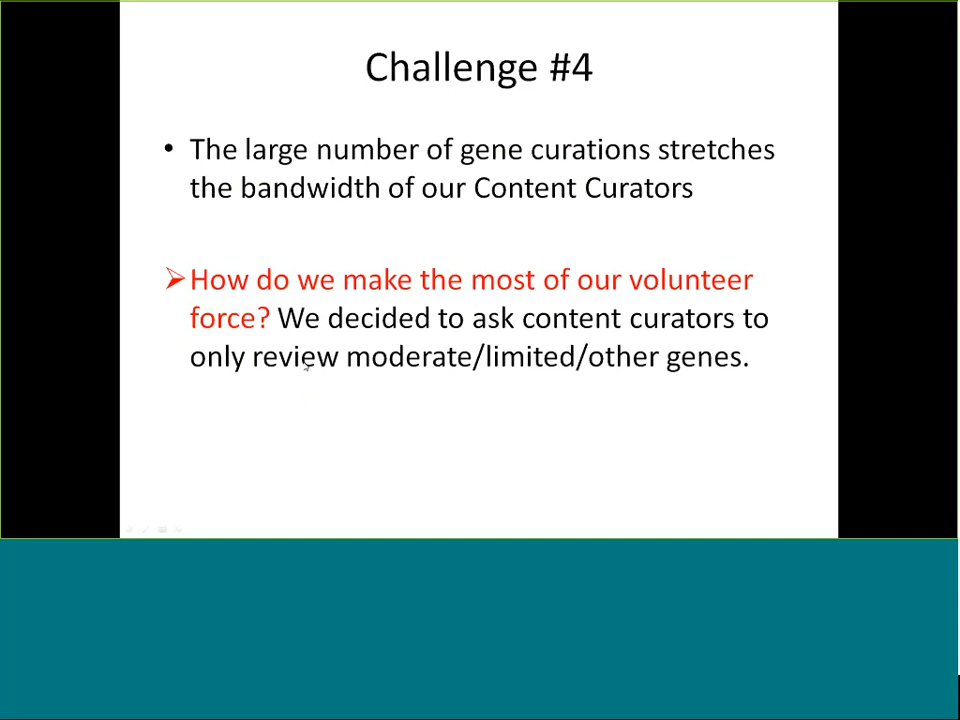 Challenge #4
• The large number of gene curations stretches
the bandwidth of our Content Curators
➢ How do we make the most of our volunteer
force? We decided to ask content curators to
only review moderate/limited/other genes.